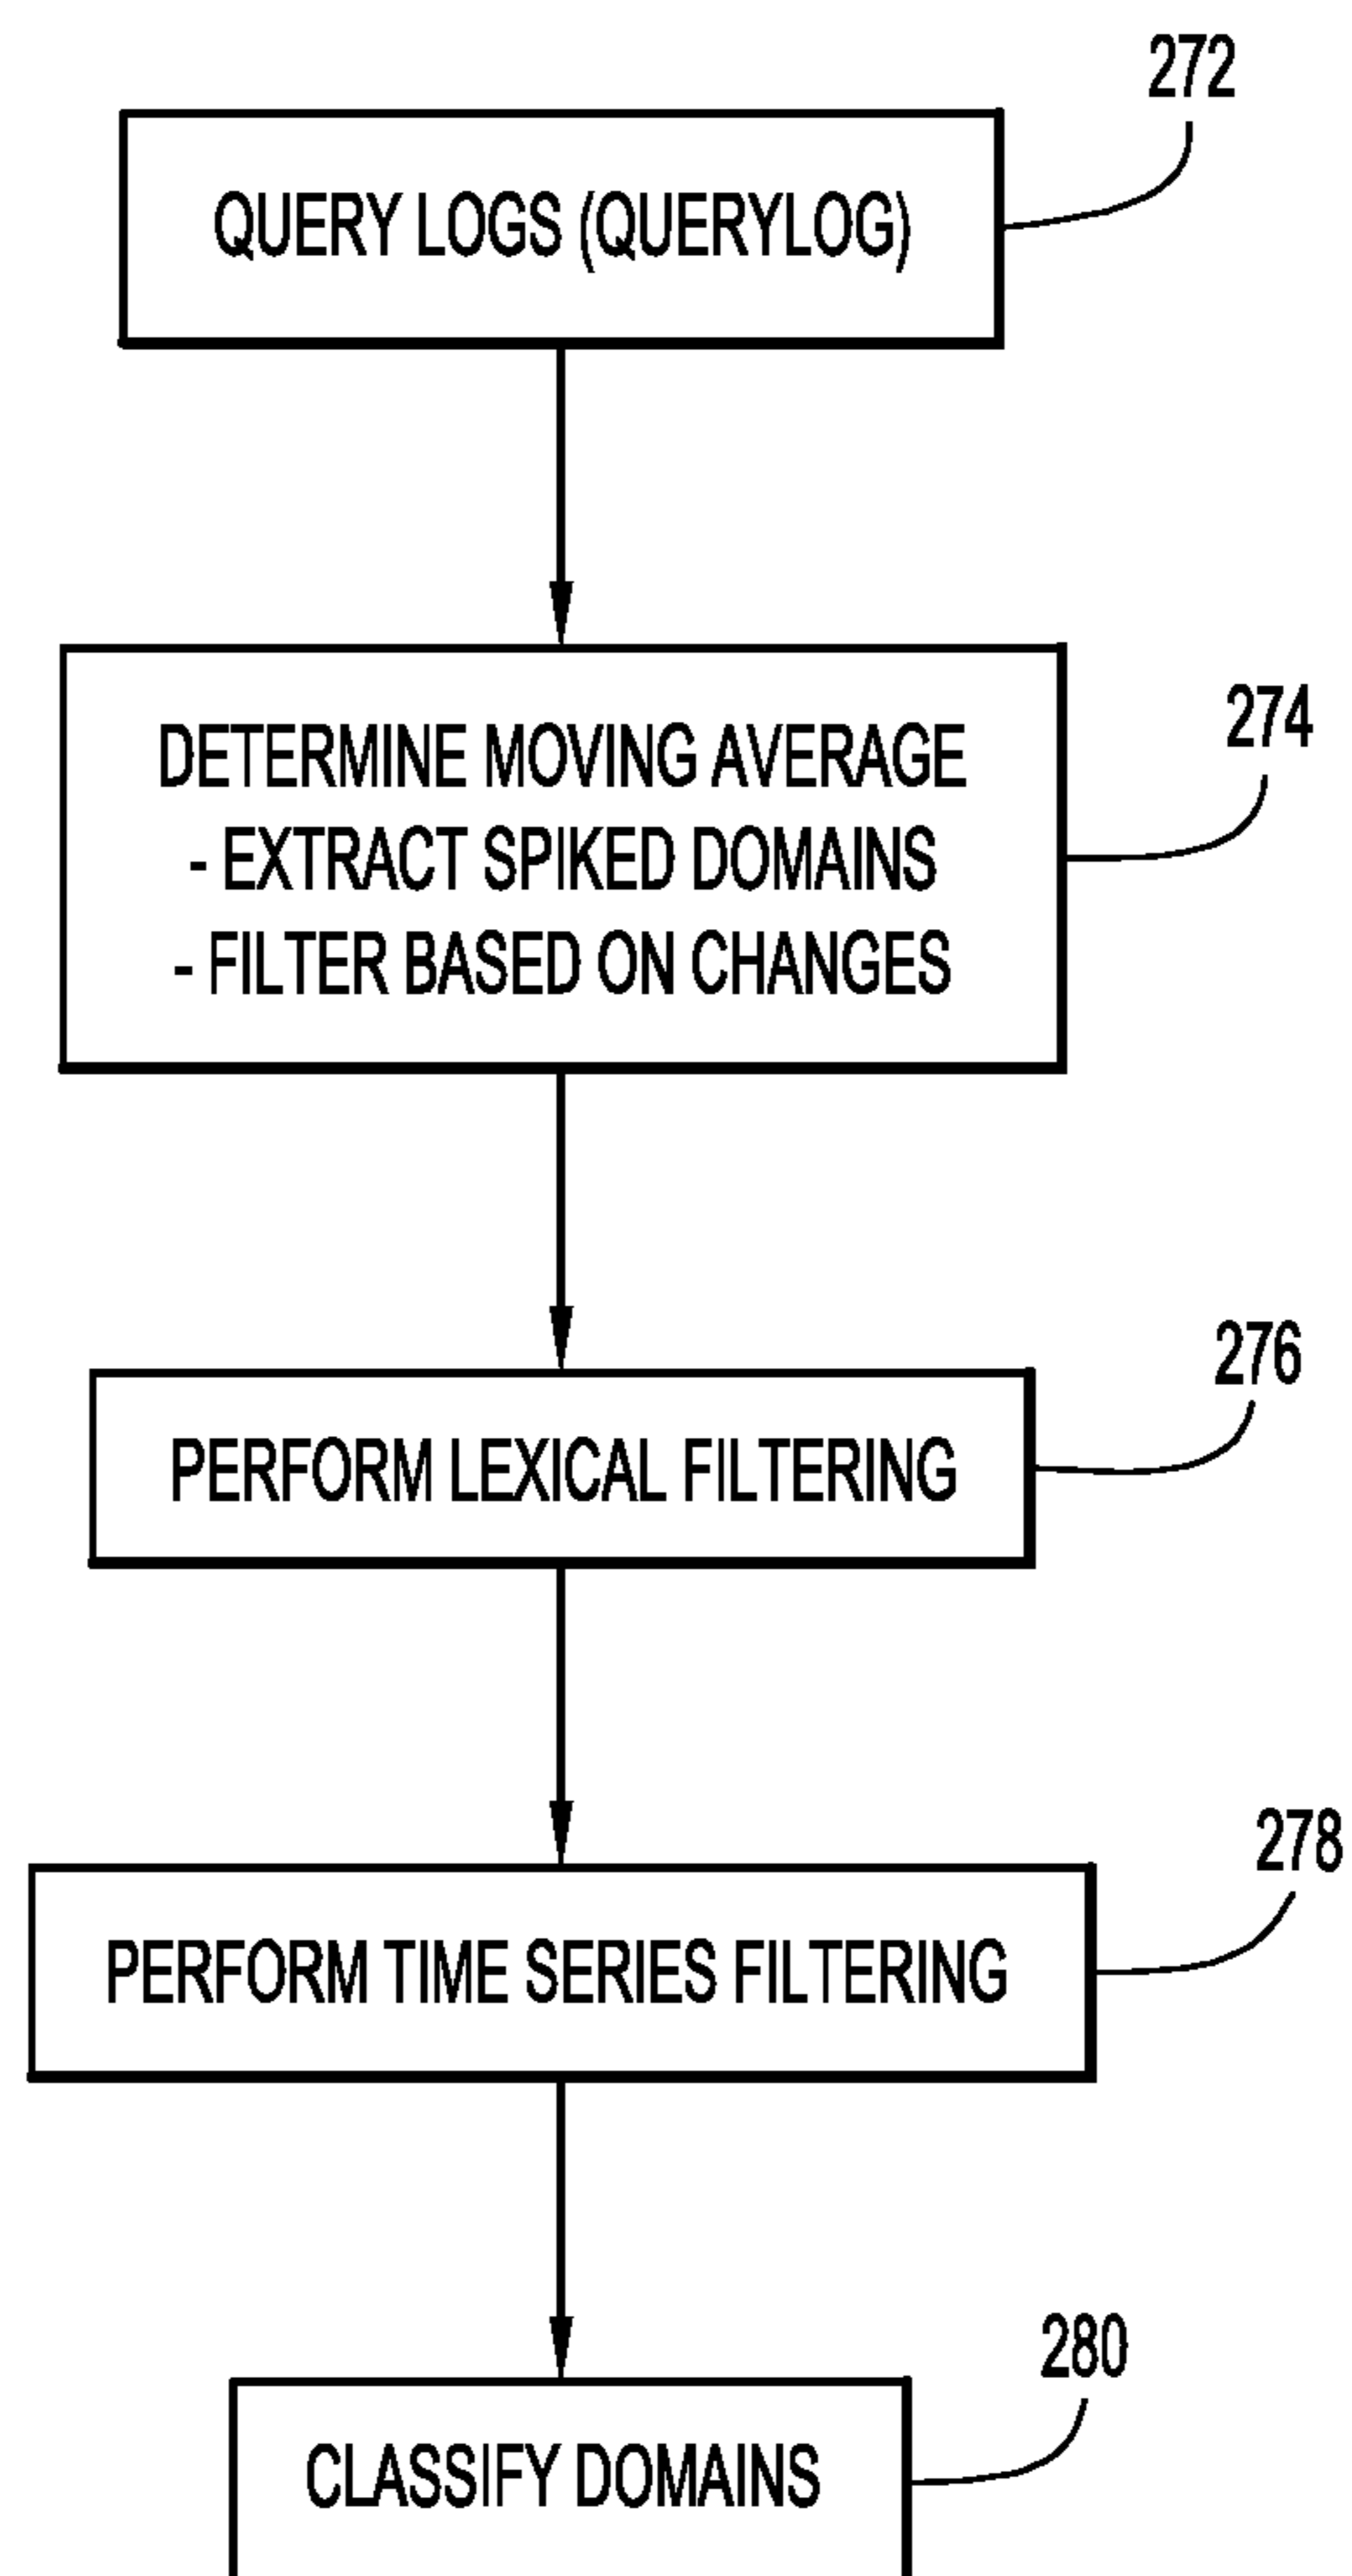 272
QUERY LOGS (QUERYLOG)
274
DETERMINE MOVING AVERAGE
- EXTRACT SPIKED DOMAINS
- FILTER BASED ON CHANGES
276
PERFORM LEXICAL FILTERING
278
PERFORM TIME SERIES FILTERING
280
CLASSIFY DOMAINS